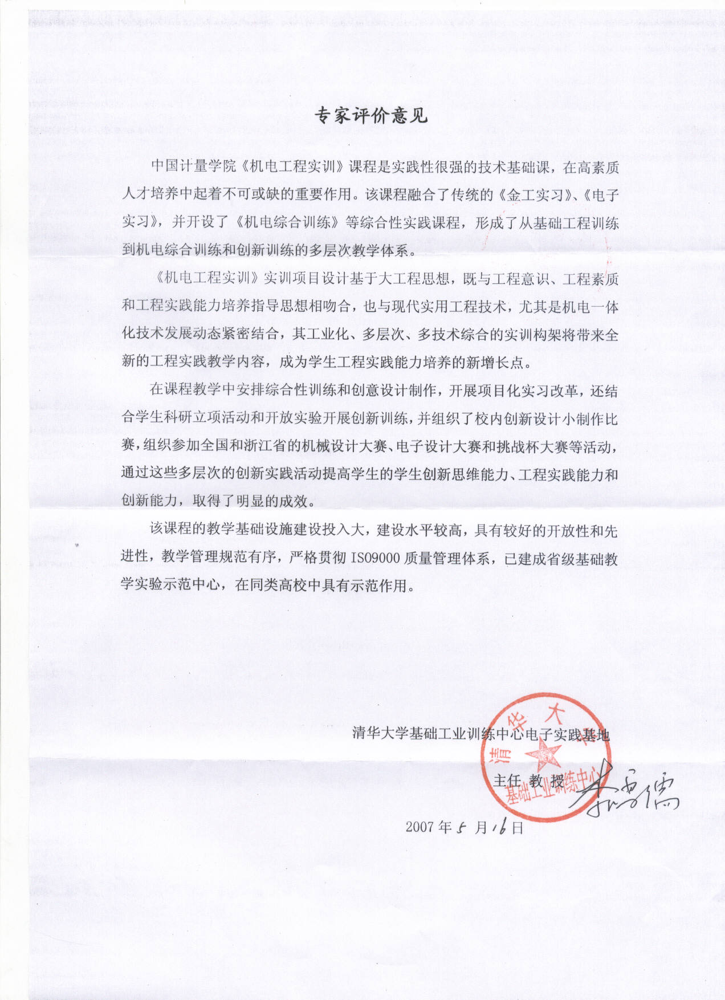 专家评价意见
中国计量学院《机电工程实训》课程是实践性很强的技术基础课，在高素质
人才培养中起着不可或缺的重要作用。该课程融合了传统的《金工实习》、《电子
实习》，并开设了《机电综合训练》等综合性实践课程，形成了从基础工程训练
到机电综合训练和创新训练的多层次教学体系。
《机电工程实训》实训项目设计基于大工程思想，既与工程意识、工程素质
和工程实践能力培养指导思想相吻合，也与现代实用工程技术，尤其是机电一体
化技术发展动态紧密结合，其工业化、多层次、多技术综合的实训构架将带来全
新的工程实践教学内容，成为学生工程实践能力培养的新增长点。
在课程教学中安排综合性训练和创意设计制作，开展项目化实习改革，还结
合学生科研立项活动和开放实验开展创新训练，并组织了校内创新设计小制作比
赛，组织参加全国和浙江省的机械设计大赛、电子设计大赛和挑战杯大赛等活动，
通过这些多层次的创新实践活动提高学生的学生创新思维能力、工程实践能力和
创新能力，取得了明显的成效。
该课程的教学基础设施建设投入大，建设水平较高，具有较好的开放性和先
进性，教学管理规范有序，严格贯彻 ISO9000 质量管理体系，已建成省级基础教
学实验示范中心，在同类高校中具有示范作用。
清华大学基础工业训练中心电子实践基地
清华大学
主任 教 授
基础工业训练中心
2007 年 5 月 16 日